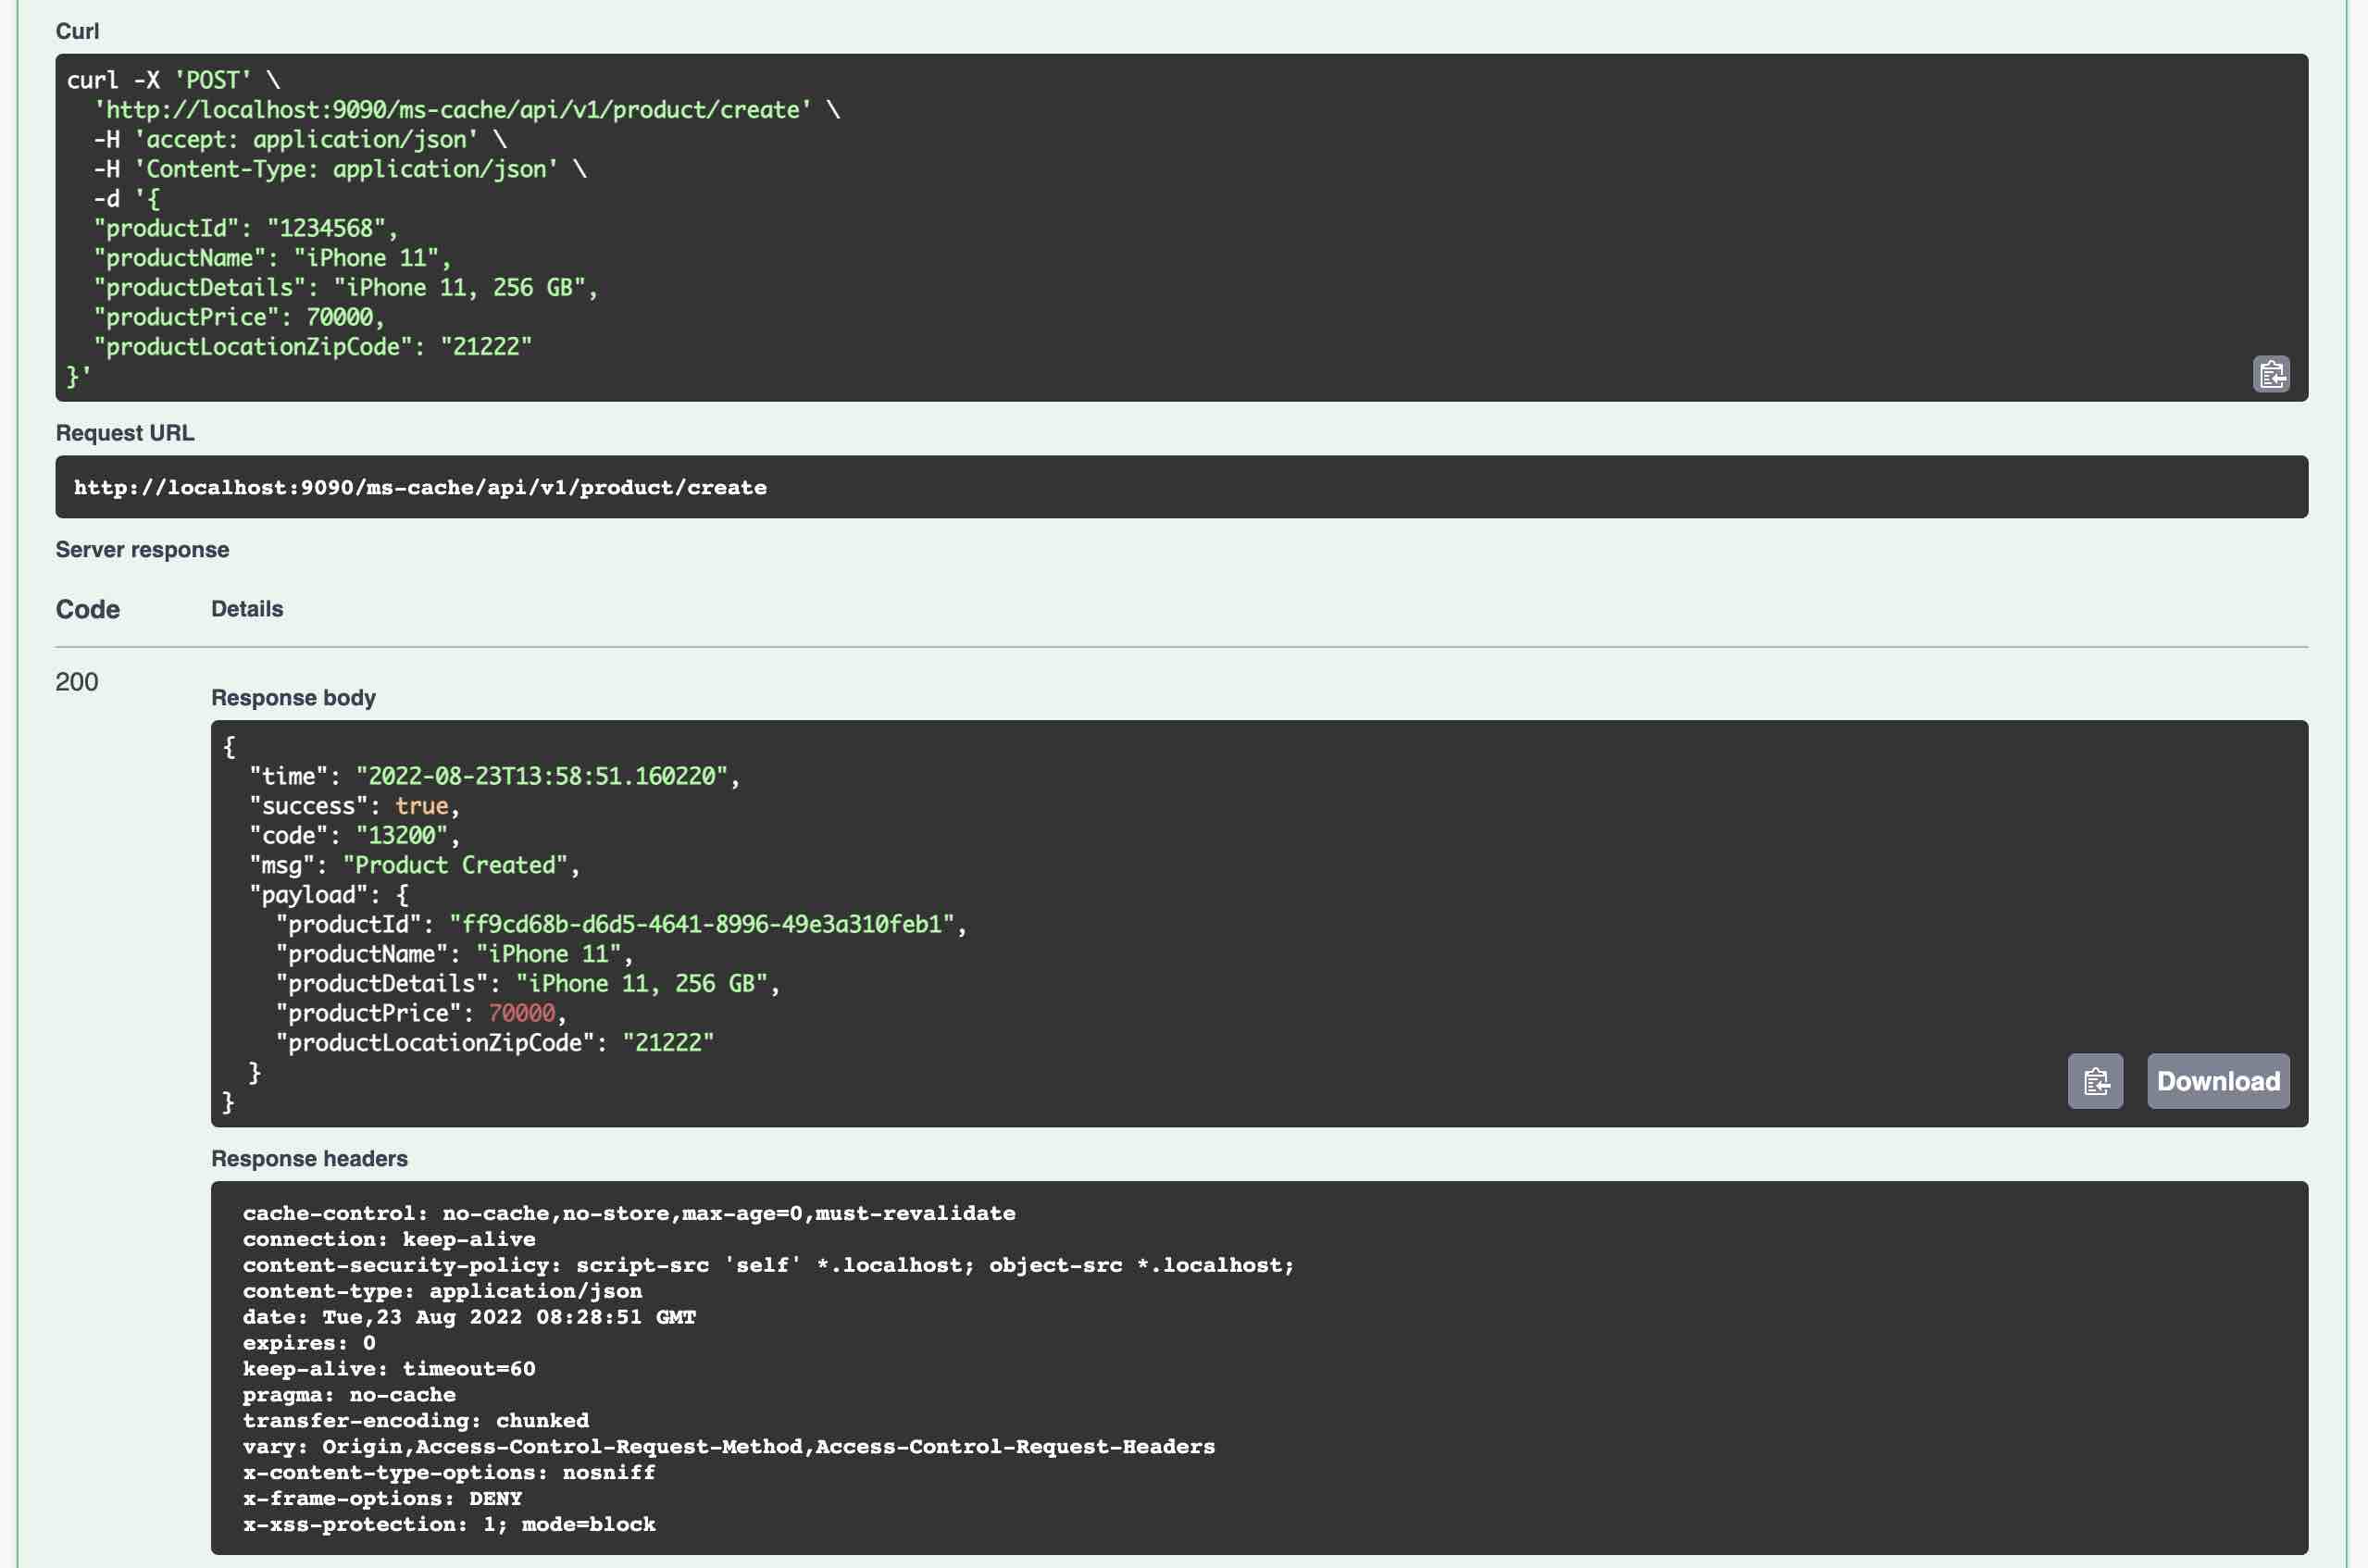 Curl
curl -X 'POST' \
'http://localhost:9090/ms-cache/api/v1/product/create' \
-H 'accept: application/json' \
-H 'Content-Type: application/json' \
-d '{
"productId": "1234568",
"productName": "iPhone 11",
"productDetails": "iPhone 11, 256 GB",
"productPrice": 70000,
"productLocationZipCode": "21222"
}'
Request URL
http://localhost:9090/ms-cache/api/v1/product/create
Server response
Code Details
200
Response body
{
"time": "2022-08-23T13:58:51.160220",
"success": true,
"code": "13200",
"msg": "Product Created",
"payload": {
"productId": "ff9cd68b-d6d5-4641-8996-49e3a310feb1",
"productName": "iPhone 11",
"productDetails": "iPhone 11, 256 GB",
"productPrice": 70000,
"productLocationZipCode": "21222"
}
}
Download
Response headers
cache-control: no-cache,no-store,max-age=0,must-revalidate
connection: keep-alive
content-security-policy: script-src 'self' *.localhost; object-src *.localhost;
content-type: application/json
date: Tue,23 Aug 2022 08:28:51 GMT
expires: 0
keep-alive: timeout=60
pragma: no-cache
transfer-encoding: chunked
vary: Origin,Access-Control-Request-Method,Access-Control-Request-Headers
x-content-type-options: nosniff
x-frame-options: DENY
x-xss-protection: 1; mode=block